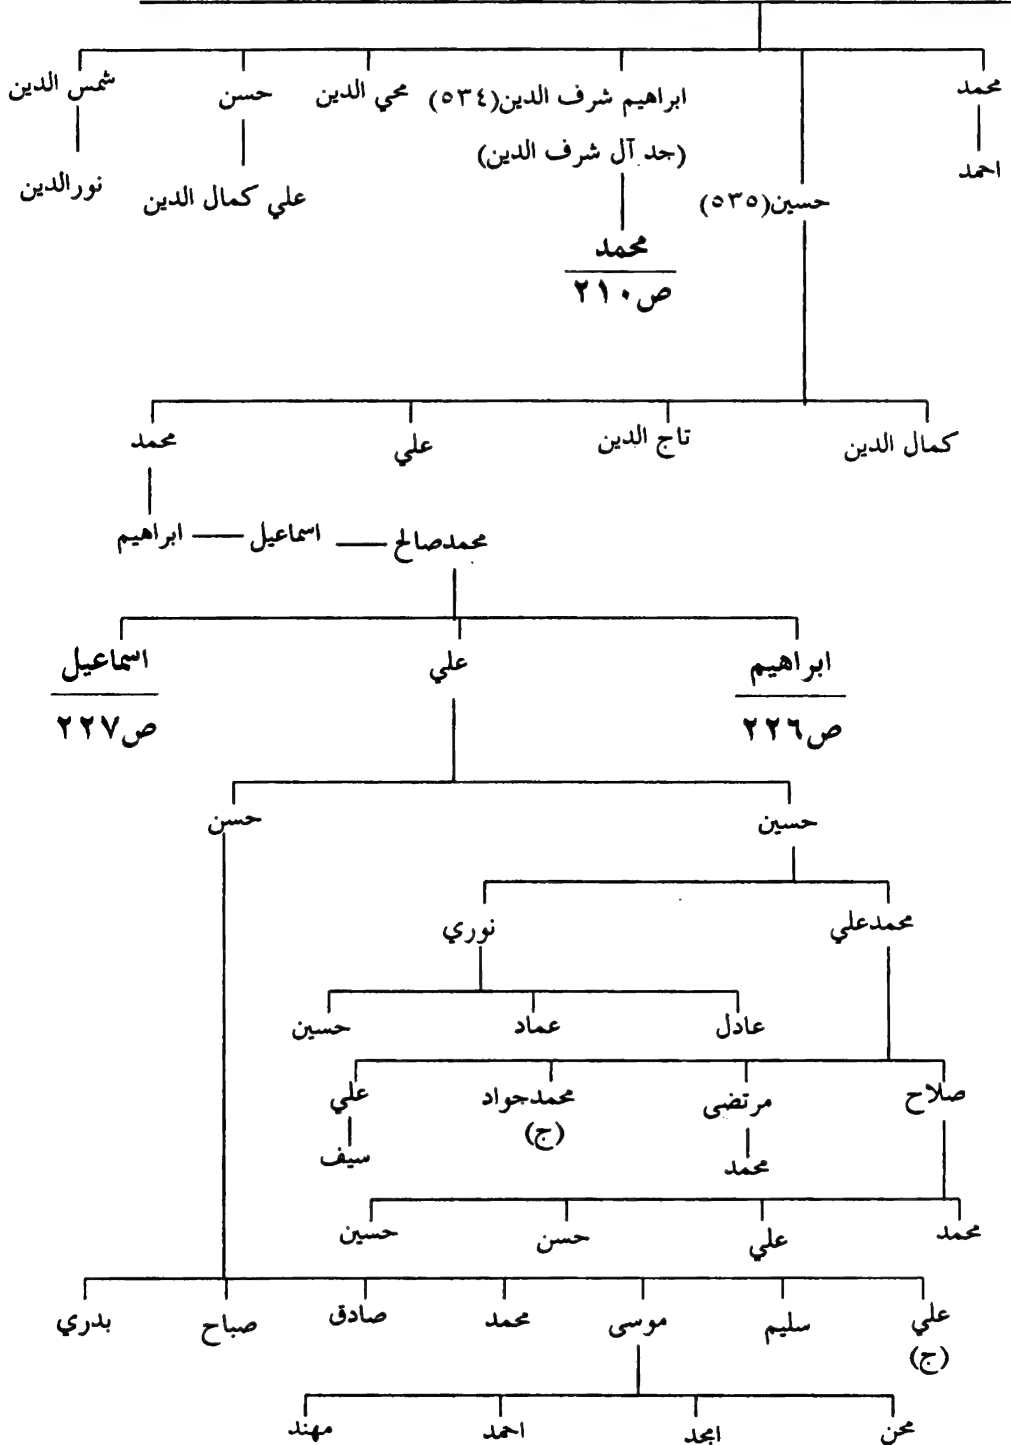 محمد ابراهيم شرف الدين(٥٣٤) محي الدين حسن شمس الدين
احمد (جد آل شرف الدين) علي كمال الدين نورالدين
حسين(٥٣٥)
محمد
ص٢١٠
كمال الدين تاج الدين علي محمد
محمدصالح اسماعيل ابراهيم
ابراهيم علي اسماعيل
ص٢٢٦ ص٢٢٧
حسين حسن
محمدعلي نوري
عادل عماد حسين
صلاح مرتضى محمدجواد علي
(ج)
محمد سيف
محمد علي حسن حسين
علي سليم موسى محمد صادق صباح بدري
(ج)
محن امجد احمد مهند